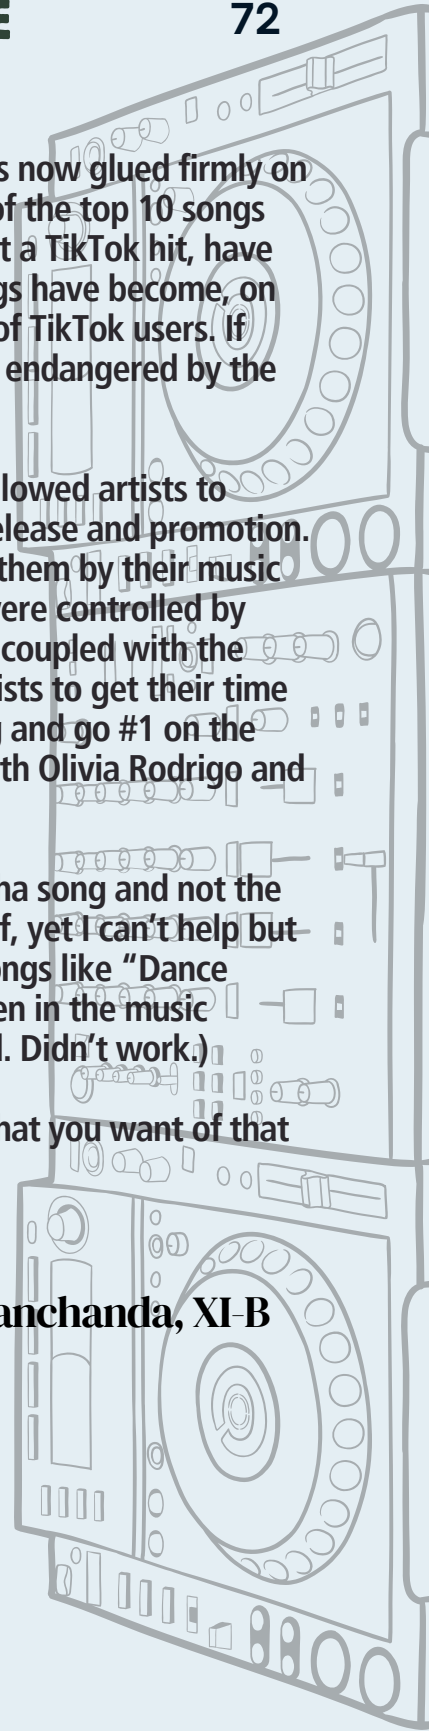 E 72
s now glued firmly on
of the top 10 songs
t a TikTok hit, have
gs have become, on
of TikTok users. If
endangered by the
lowed artists to
elease and promotion.
them by their music
vere controlled by
coupled with the
ists to get their time
g and go #1 on the
th Olivia Rodrigo and
na song and not the
f, yet I can't help but
ongs like “Dance
en in the music
l. Didn't work.)
hat you want of that
anchanda, XI-B